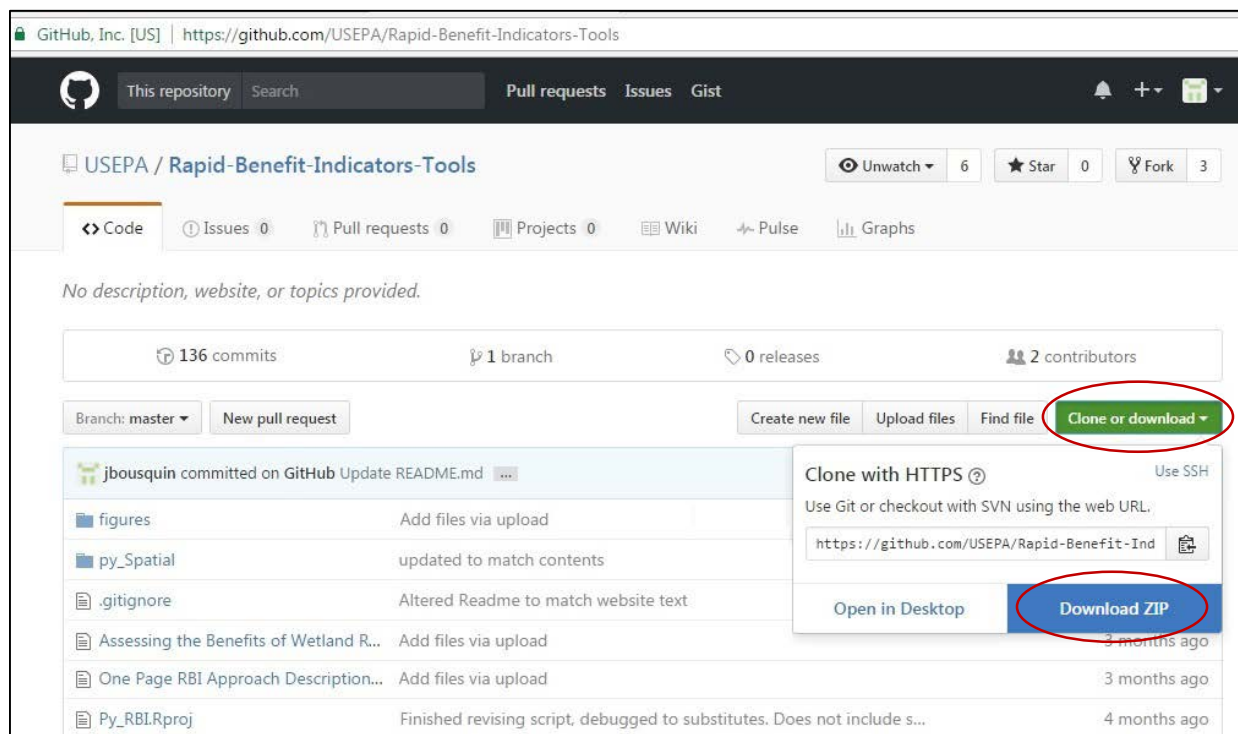 GitHub, Inc. [US] | https://github.com/USEPA/Rapid-Benefit-Indicators-Tools
This repository Search Pull requests Issues Gist
USEPA / Rapid-Benefit-Indicators-Tools Unwatch 6 Star 0 Fork 3
<> Code Issues 0 Pull requests 0 Projects 0 Wiki Pulse Graphs
No description, website, or topics provided.
136 commits 1 branch 0 releases 2 contributors
Branch: master New pull request Create new file Upload files Find file Clone or download
jbousquin committed on GitHub Update README.md ...
Clone with HTTPS Use SSH
Use Git or checkout with SVN using the web URL.
https://github.com/USEPA/Rapid-Benefit-Ind
Open in Desktop Download ZIP
figures Add files via upload
py_Spatial updated to match contents
.gitignore Altered Readme to match website text
Assessing the Benefits of Wetland R... Add files via upload 3 months ago
One Page RBI Approach Description... Add files via upload 3 months ago
Py_RBI.Rproj Finished revising script, debugged to substitutes. Does not include s... 4 months ago